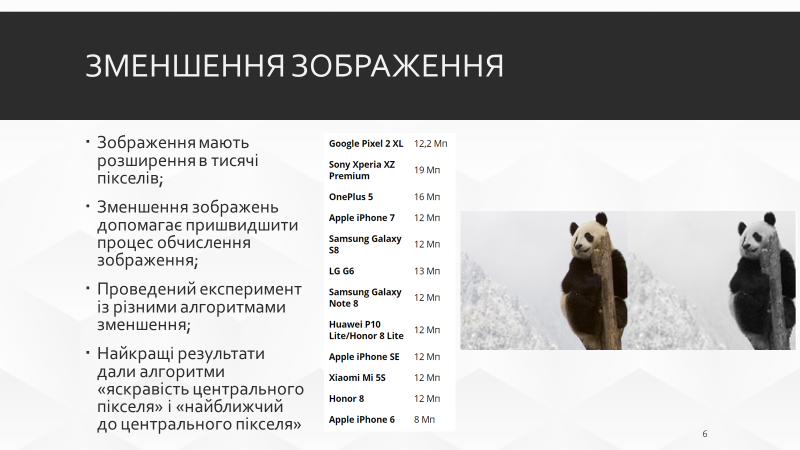 ЗМЕНШЕННЯ ЗОБРАЖЕННЯ
▪ Зображення мають
розширення в тисячі
пікселів;
▪ Зменшення зображень
допомагає пришвидшити
процес обчислення
зображення;
▪ Проведений експеримент
із різними алгоритмами
зменшення;
▪ Найкращі результати
дали алгоритми
«яскравість центрального
пікселя» і «найближчий
до центрального пікселя»
Google Pixel 2 XL 12,2 Мп
Sony Xperia XZ
Premium 19 Мп
OnePlus 5 16 Мп
Apple iPhone 7 12 Мп
Samsung Galaxy
S8 12 Мп
LG G6 13 Мп
Samsung Galaxy
Note 8 12 Мп
Huawei P10
Lite/Honor 8 Lite 12 Мп
Apple iPhone SE 12 Мп
Xiaomi Mi 5S 12 Мп
Honor 8 12 Мп
Apple iPhone 6 8 Мп
6